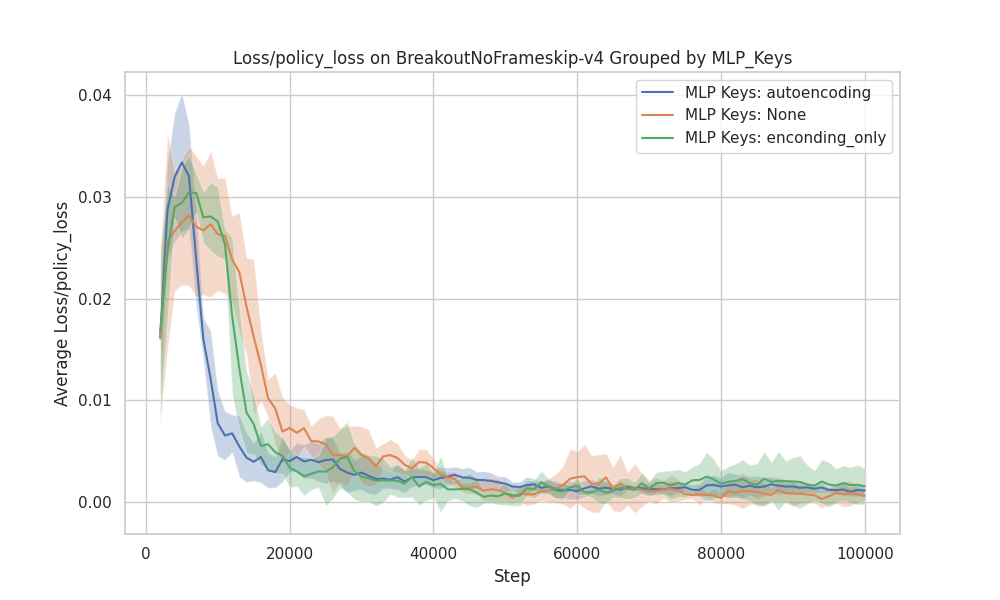 Loss/policy_loss on BreakoutNoFrameskip-v4 Grouped by MLP_Keys
MLP Keys: autoencoding
MLP Keys: None
MLP Keys: enconding_only
Average Loss/policy_loss
0.04
0.03
0.02
0.01
0.00
0
20000
40000
60000
80000
100000
Step